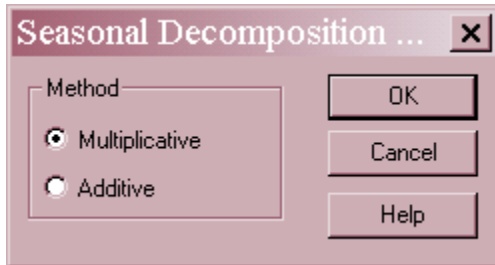 Seasonal Decomposition ...
Method
Multiplicative
Additive
OK
Cancel
Help